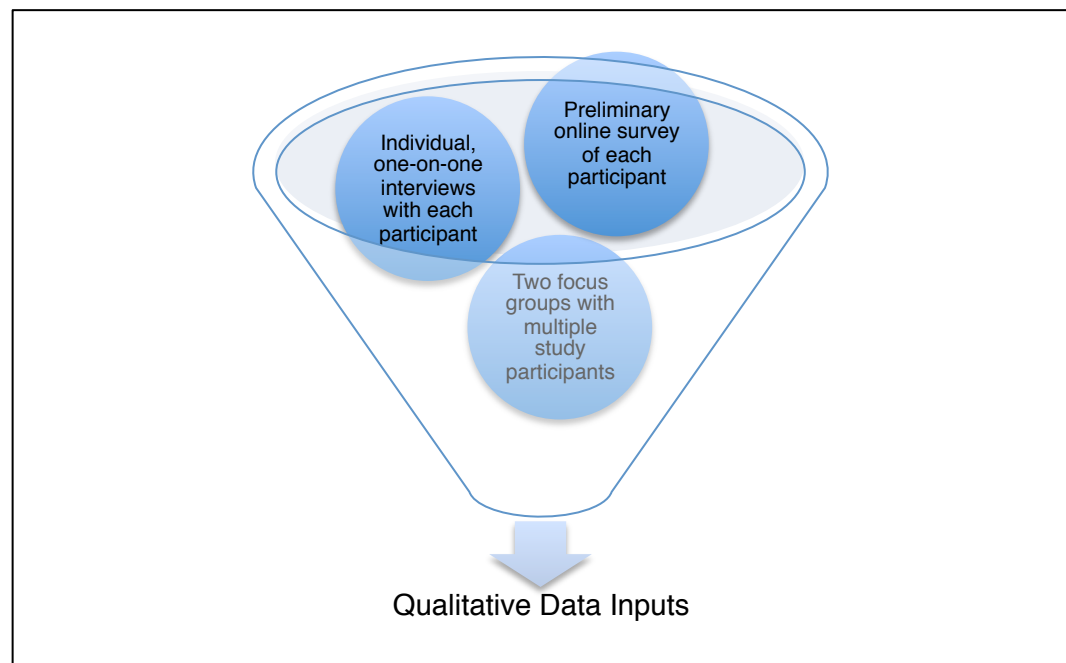 Preliminary
online survey
of each
participant
Individual,
one-on-one
interviews
with each
participant
Two focus
groups with
multiple
study
participants
Qualitative Data Inputs